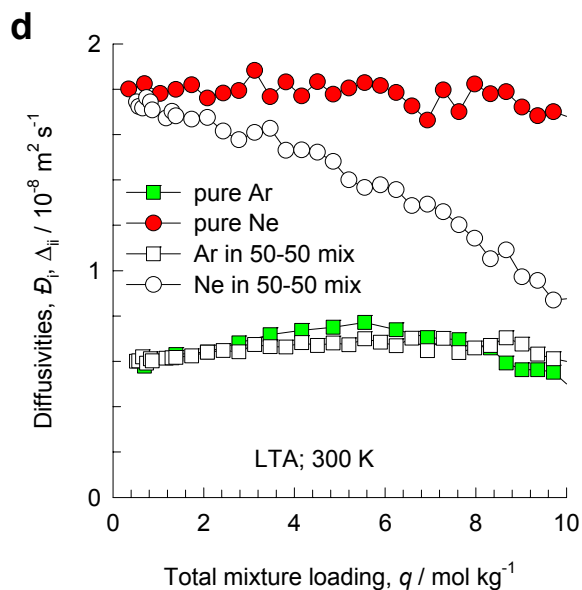 d
2
1
0
Diffusivities, Đi, Δii / 10⁻⁸ m² s⁻¹
pure Ar
pure Ne
Ar in 50-50 mix
Ne in 50-50 mix
LTA; 300 K
0 2 4 6 8 10
Total mixture loading, q / mol kg⁻¹